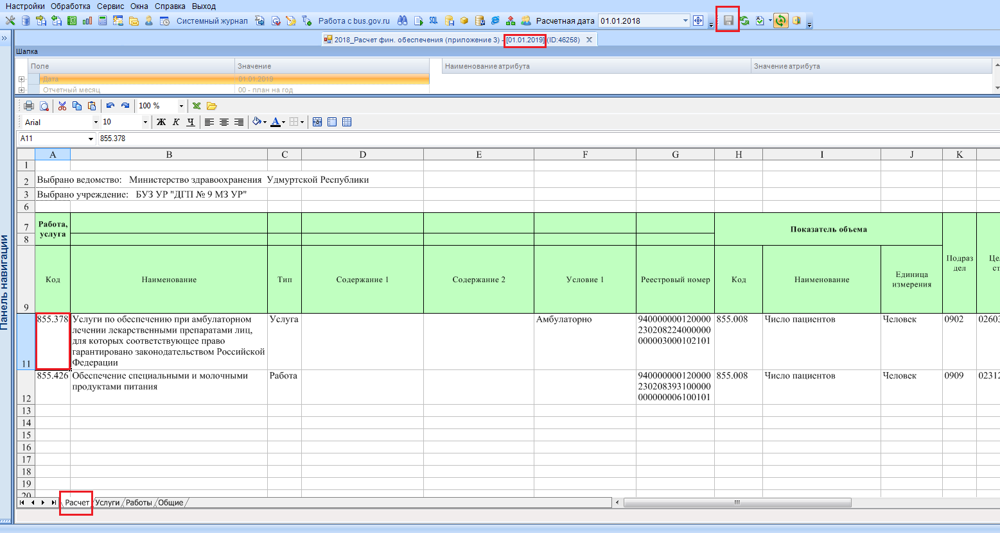 Настройки Обработка Сервис Окна Справка Выход
Системный журнал Работа с bus.gov.ru SQL Расчетная дата 01.01.2018
2018_Расчет фин. обеспечения (приложение 3) - [01.01.2019] (ID:46258)
Шапка
Поле Значение Наименование атрибута Значение атрибута
Дата 01.01.2019
Отчетный месяц 00 - план на год
100 %
Arial 10 Ж К Ч А
A11 855.378
A B C D E F G H I J K
1
2 Выбрано ведомство: Министерство здравоохранения Удмуртской Республики
3 Выбрано учреждение: БУЗ УР "ДГП № 9 МЗ УР"
6
7 Работа, услуга Показатель объема
8
9 Код Наименование Тип Содержание 1 Содержание 2 Условие 1 Реестровый номер Код Наименование Единица измерения Подраз дел Це
ст
11 855.378 Услуги по обеспечению при амбулаторном Услуга Амбулаторно 940000000120000 855.008 Число пациентов Человек 0902 02603
лечении лекарственными препаратами лиц, 230208224000000
для которых соответствующее право 000003000102101
гарантировано законодательством Российской
Федерации
12 855.426 Обеспечение специальными и молочными Работа 940000000120000 855.008 Число пациентов Человек 0909 02312
продуктами питания 230208393100000
000000006100101
13
14
15
16
17
18
19
20
Расчет Услуги Работы Общие
Панель навигации